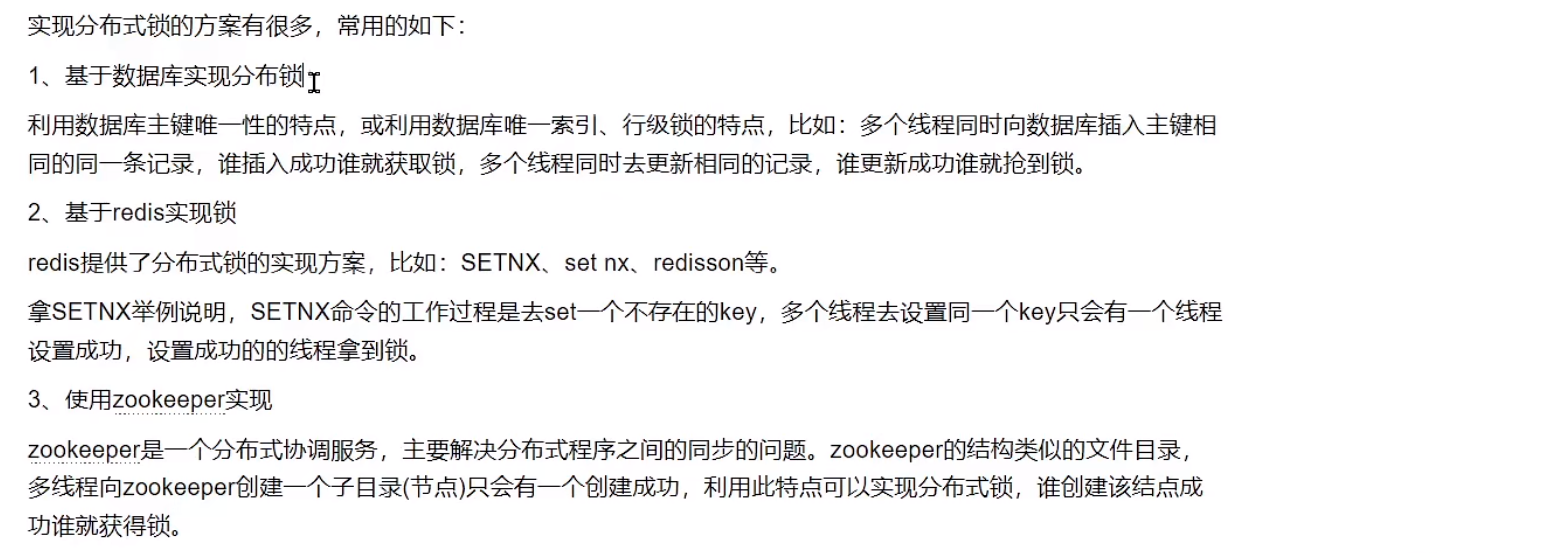 实现分布式锁的方案有很多，常用的如下：
1、基于数据库实现分布锁
利用数据库主键唯一性的特点，或利用数据库唯一索引、行级锁的特点，比如：多个线程同时向数据库插入主键相
同的同一条记录，谁插入成功谁就获取锁，多个线程同时去更新相同的记录，谁更新成功谁就抢到锁。
2、基于redis实现锁
redis提供了分布式锁的实现方案，比如：SETNX、set nx、redisson等。
拿SETNX举例说明，SETNX命令的工作过程是去set一个不存在的key，多个线程去设置同一个key只会有一个线程
设置成功，设置成功的的线程拿到锁。
3、使用zookeeper实现
zookeeper是一个分布式协调服务，主要解决分布式程序之间的同步的问题。zookeeper的结构类似的文件目录，
多线程向zookeeper创建一个子目录(节点)只会有一个创建成功，利用此特点可以实现分布式锁，谁创建该结点成
功谁就获得锁。